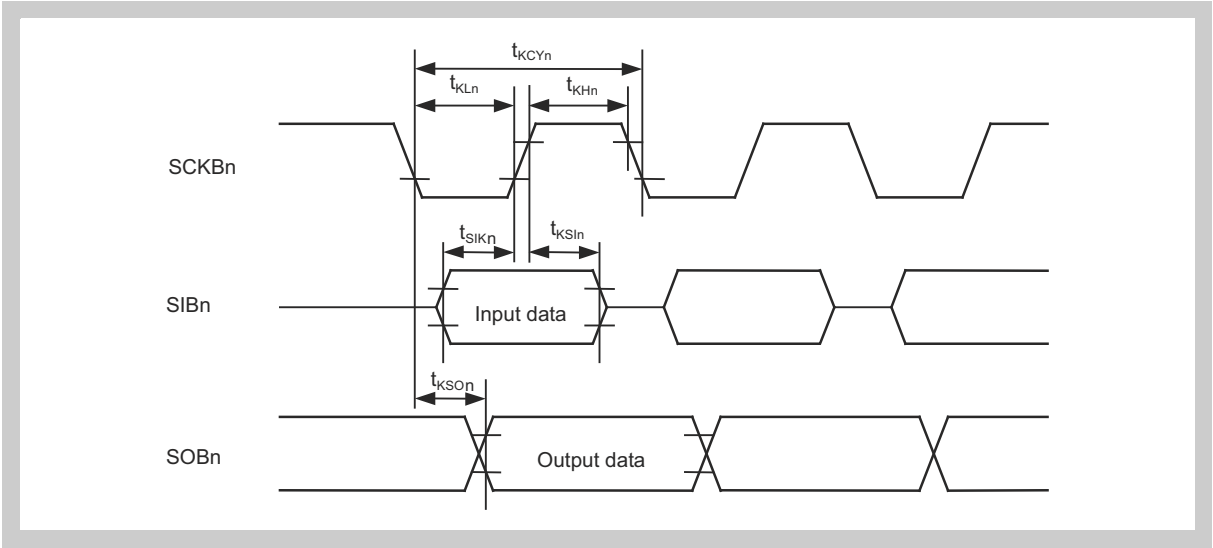 tKCYn
tKLn
tKHn
SCKBn
tSIKn
tKSIn
SIBn
Input data
tKSOn
SOBn
Output data